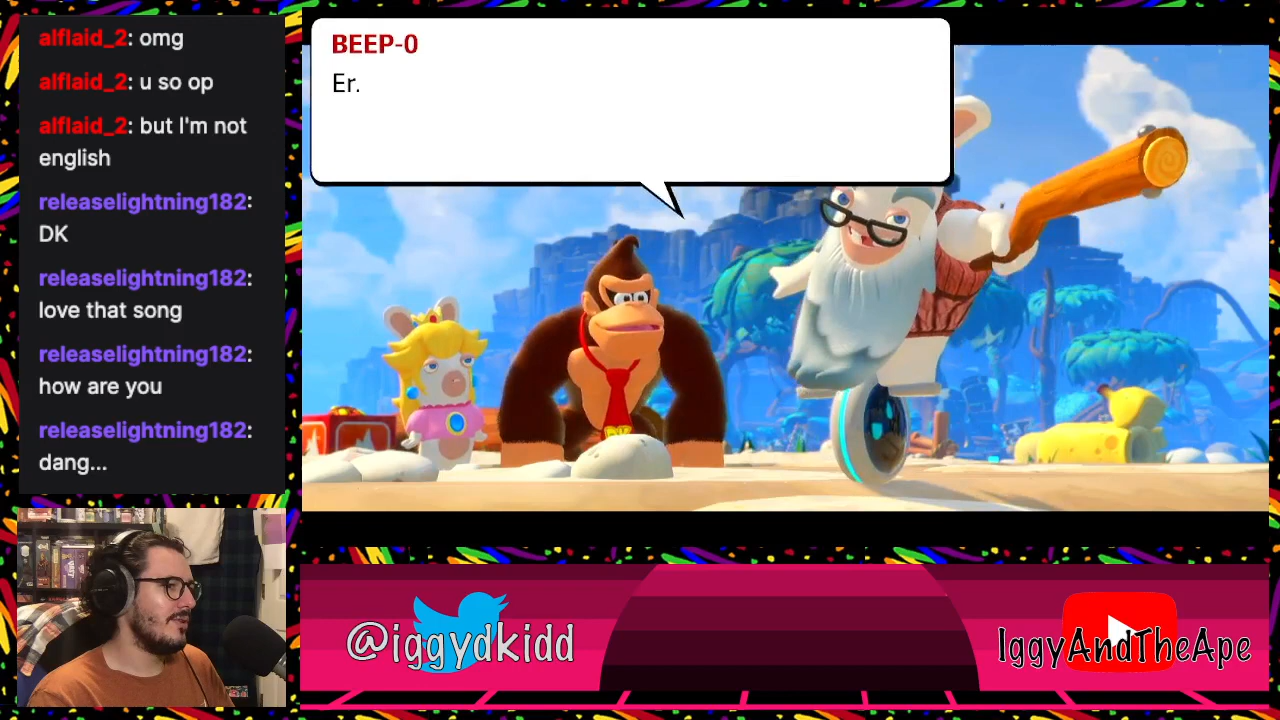 alflaid_2: omg
alflaid_2: u so op
alflaid_2: but I'm not
english
releaselightning182:
DK
releaselightning182:
love that song
releaselightning182:
how are you
releaselightning182:
dang...
BEEP-0
Er.
@iggydkidd
IggyAndTheApe